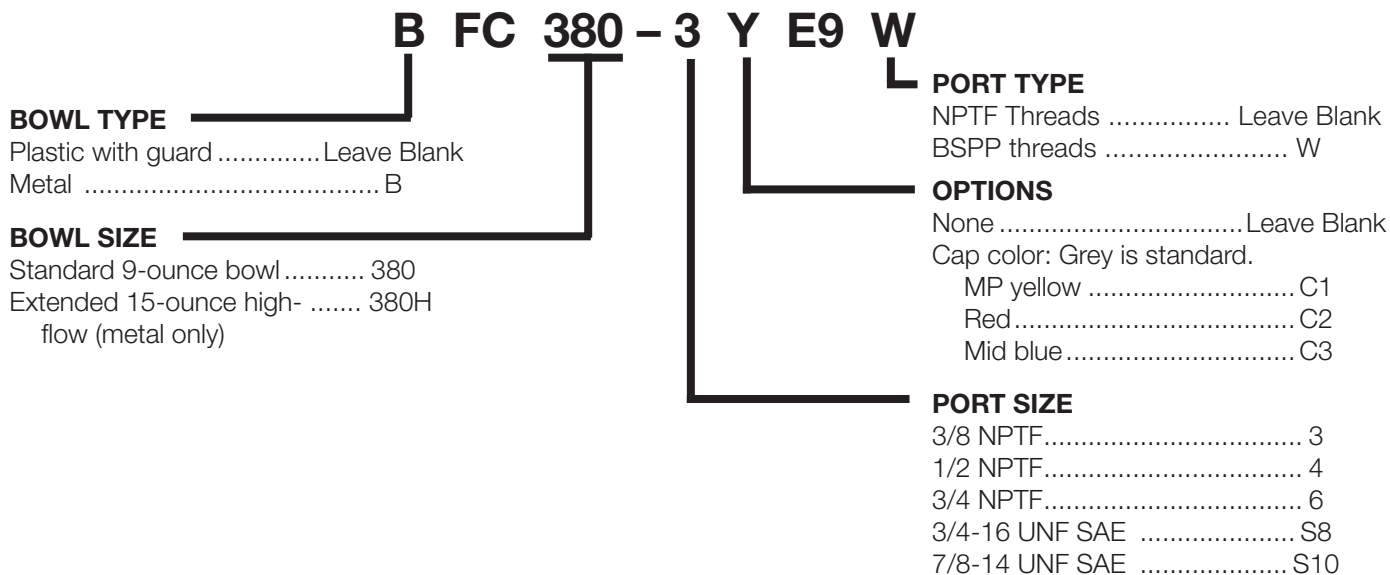 B FC 380 – 3 Y E9 W
BOWL TYPE
Plastic with guard ..............Leave Blank
Metal ........................................ B
BOWL SIZE
Standard 9-ounce bowl ........... 380
Extended 15-ounce high- ....... 380H
flow (metal only)
PORT TYPE
NPTF Threads ................ Leave Blank
BSPP threads ........................ W
OPTIONS
None ................................Leave Blank
Cap color: Grey is standard.
MP yellow ........................... C1
Red..................................... C2
Mid blue .............................. C3
PORT SIZE
3/8 NPTF.................................. 3
1/2 NPTF.................................. 4
3/4 NPTF.................................. 6
3/4-16 UNF SAE .................... S8
7/8-14 UNF SAE ................... S10